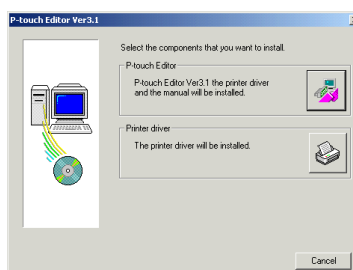 P-touch Editor Ver3.1
Select the components that you want to install.
P-touch Editor
P-touch Editor Ver3.1 the printer driver
and the manual will be installed.
Printer driver
The printer driver will be installed.
Cancel